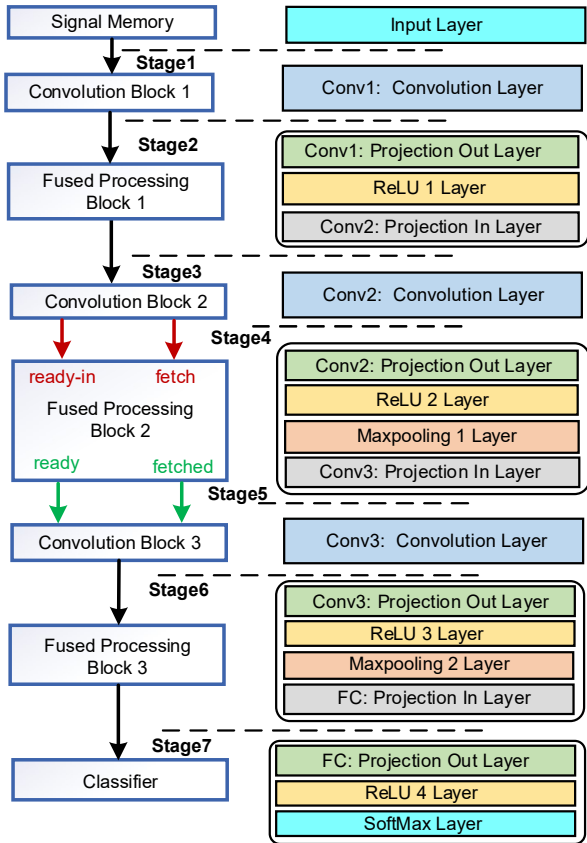 Signal Memory
Input Layer
Stage1
Convolution Block 1
Conv1:  Convolution Layer
Stage2
Conv1: Projection Out Layer
Fused Processing
Block 1
ReLU 1 Layer
Conv2: Projection In Layer
Stage3
Convolution Block 2
Conv2:  Convolution Layer
Stage4
ready-in
fetch
Conv2: Projection Out Layer
Fused Processing
Block 2
ReLU 2 Layer
Maxpooling 1 Layer
ready
fetched
Conv3: Projection In Layer
Stage5
Convolution Block 3
Conv3:  Convolution Layer
Stage6
Conv3: Projection Out Layer
Fused Processing
Block 3
ReLU 3 Layer
Maxpooling 2 Layer
FC: Projection In Layer
Stage7
Classifier
FC: Projection Out Layer
ReLU 4 Layer
SoftMax Layer